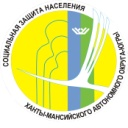 СОЦИАЛЬНАЯ ЗАЩИТА НАСЕЛЕНИЯ
ХАНТЫ-МАНСИЙСКОГО АВТОНОМНОГО ОКРУГА-ЮГРЫ